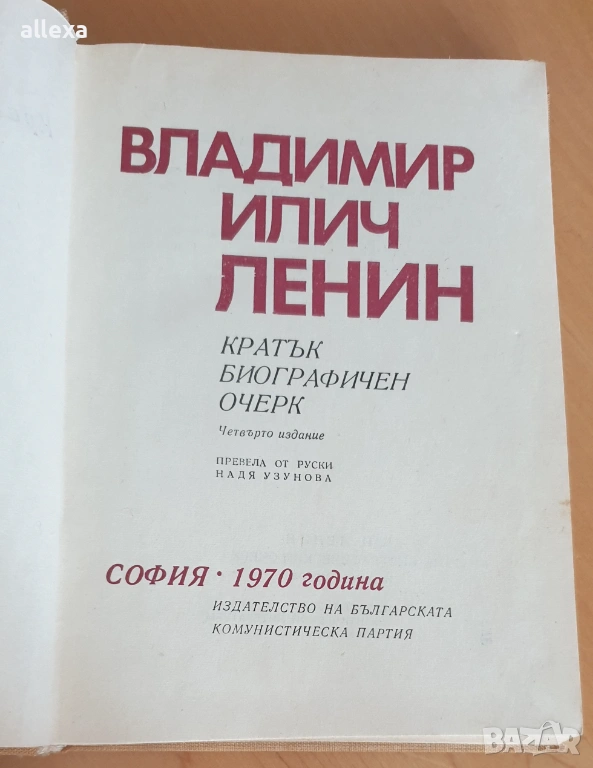 allexa
ВЛАДИМИР
ИЛИЧ
ЛЕНИН
КРАТЪК
БИОГРАФИЧЕН
ОЧЕРК
Четвърто издание
ПРЕВЕЛА ОТ РУСКИ
НАДЯ УЗУНОВА
СОФИЯ · 1970 година
ИЗДАТЕЛСТВО НА БЪЛГАРСКАТА
КОМУНИСТИЧЕСКА ПАРТИЯ
BAZAR